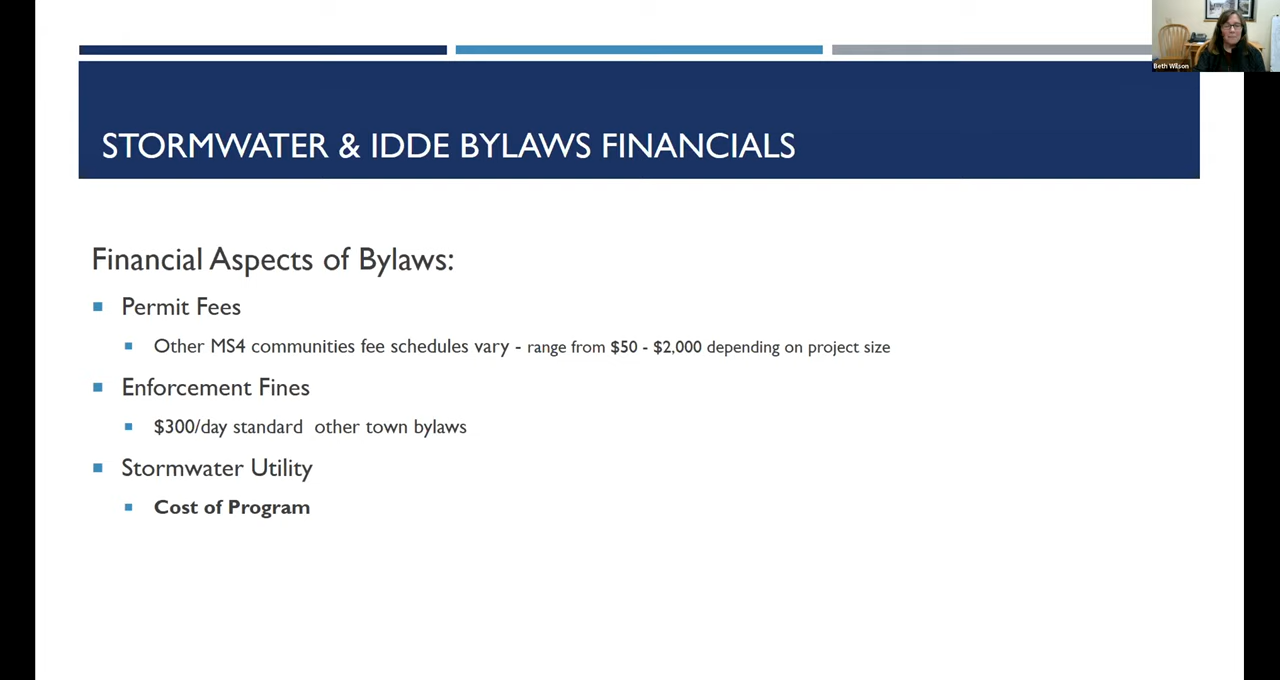 Beth Wilson
STORMWATER & IDDE BYLAWS FINANCIALS
Financial Aspects of Bylaws:
Permit Fees
Other MS4 communities fee schedules vary - range from $50 - $2,000 depending on project size
Enforcement Fines
$300/day standard  other town bylaws
Stormwater Utility
Cost of Program